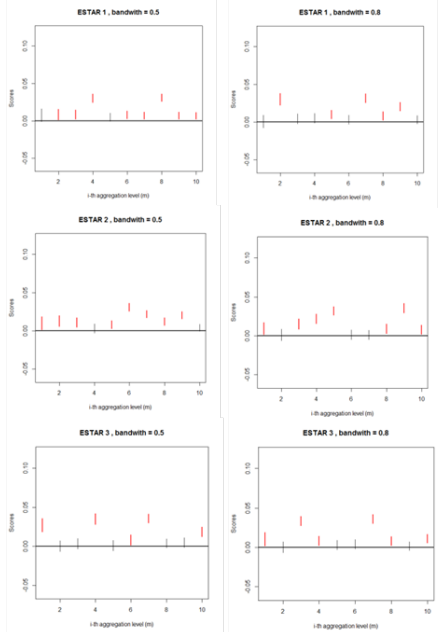 ESTAR 1 , bandwith = 0.5
Scores
-0.05 0.00 0.05 0.10
2 4 6 8 10
i-th aggregation level (m)
ESTAR 1 , bandwith = 0.8
Scores
-0.05 0.00 0.05 0.10
2 4 6 8 10
i-th aggregation level (m)
ESTAR 2 , bandwith = 0.5
Scores
-0.05 0.00 0.05 0.10
2 4 6 8 10
i-th aggregation level (m)
ESTAR 2 , bandwith = 0.8
Scores
-0.05 0.00 0.05 0.10
2 4 6 8 10
i-th aggregation level (m)
ESTAR 3 , bandwith = 0.5
Scores
-0.05 0.00 0.05 0.10
2 4 6 8 10
i-th aggregation level (m)
ESTAR 3 , bandwith = 0.8
Scores
-0.05 0.00 0.05 0.10
2 4 6 8 10
i-th aggregation level (m)